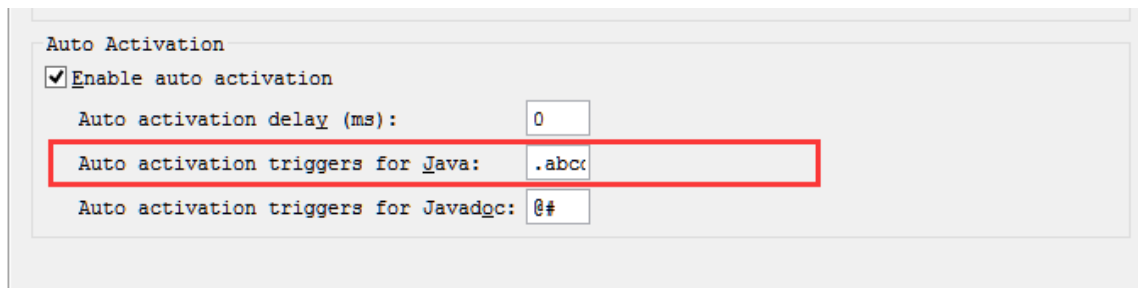 Auto Activation
Enable auto activation
Auto activation delay (ms): 0
Auto activation triggers for Java: .abc
Auto activation triggers for Javadoc: @#